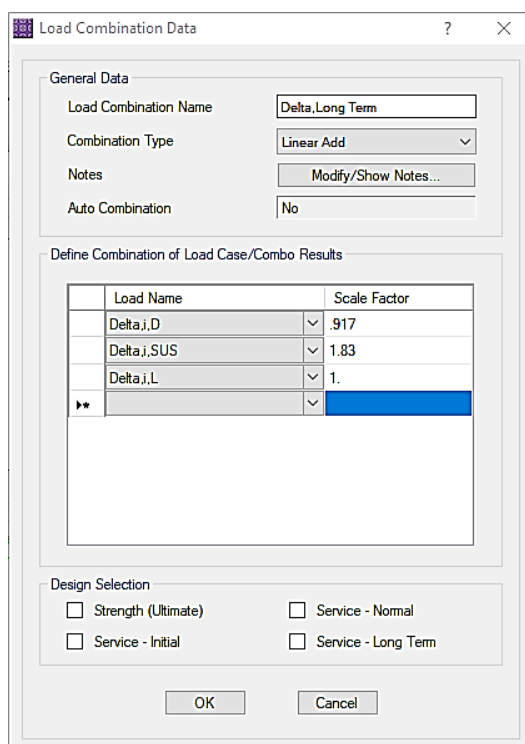 Load Combination Data ?
General Data
Load Combination Name Delta,Long Term
Combination Type Linear Add
Notes Modify/Show Notes...
Auto Combination No
Define Combination of Load Case/Combo Results
Load Name Scale Factor
Delta,i,D .917
Delta,i,SUS 1.83
Delta,i,L 1.
Design Selection
Strength (Ultimate) Service - Normal
Service - Initial Service - Long Term
OK Cancel